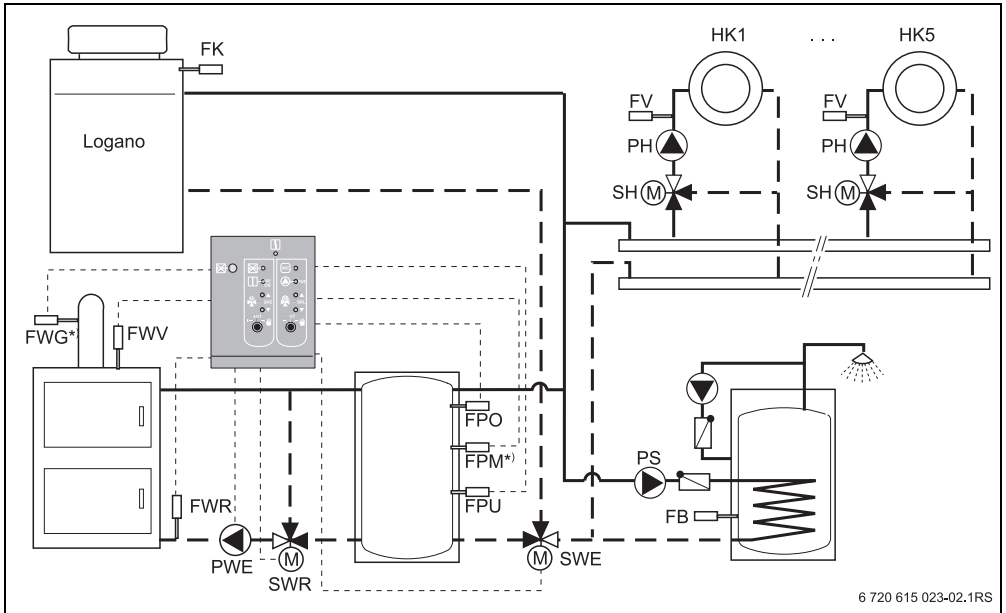 FK
HK1 . . . HK5
Logano
FV FV
PH PH
SH M SH M
FWG*) FWV
FPO
FPM*)
FPU
FWR
PWE
M
SWR
M
SWE
PS
FB
6 720 615 023-02.1RS